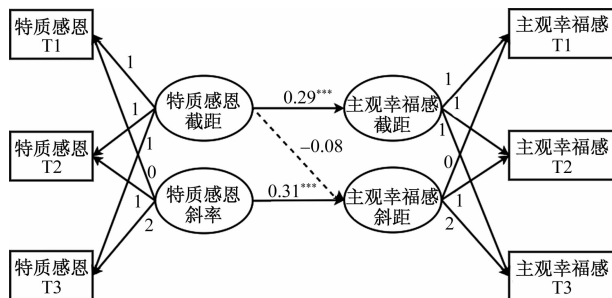 特质感恩
T1
特质感恩
T2
特质感恩
T3
特质感恩
截距
特质感恩
斜率
主观幸福感
截距
主观幸福感
斜距
主观幸福感
T1
主观幸福感
T2
主观幸福感
T3
1
1
1
0
1
2
0.29***
−0.08
0.31***
1
1
1
0
1
2